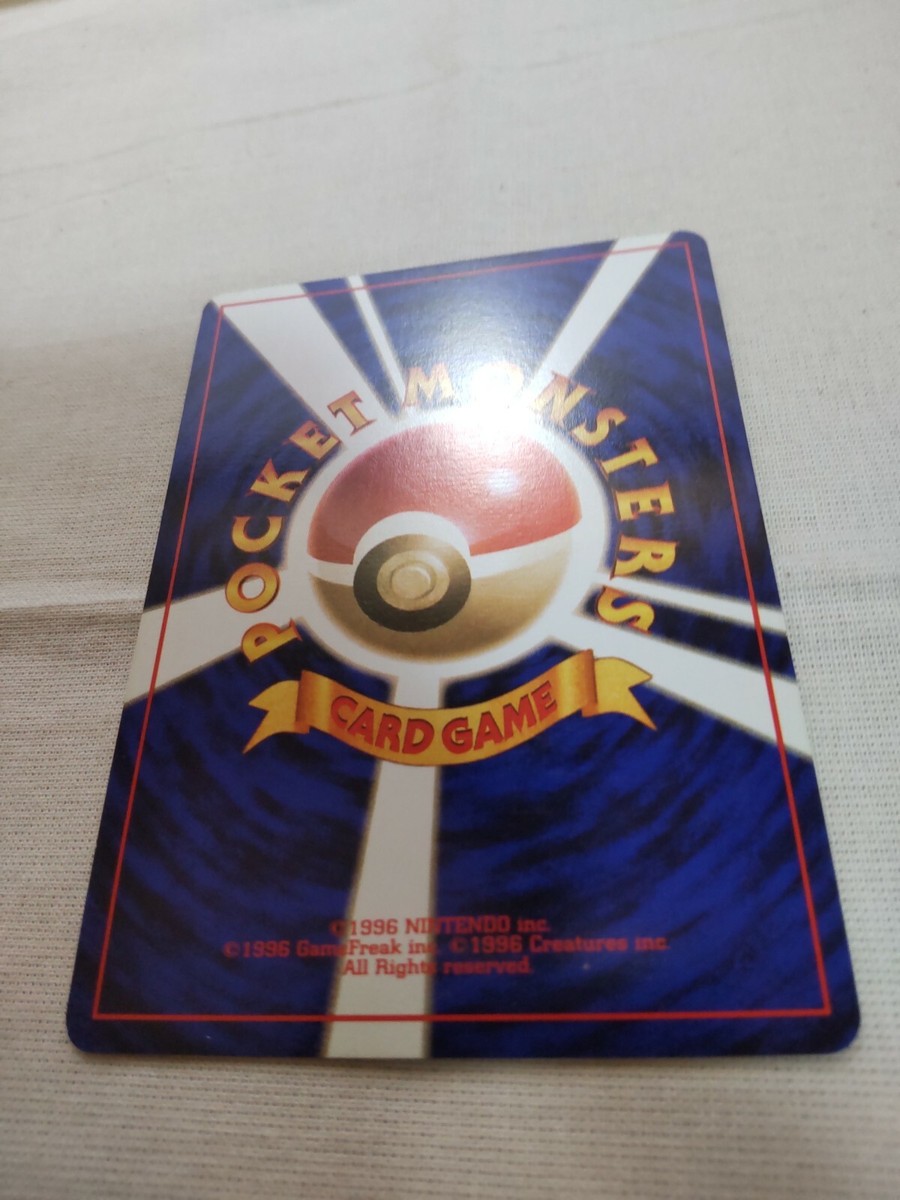 POCKET MONSTERS
CARD GAME
©1996 NINTENDO inc.
©1996 GameFreak inc. ©1996 Creatures inc.
All Rights reserved.